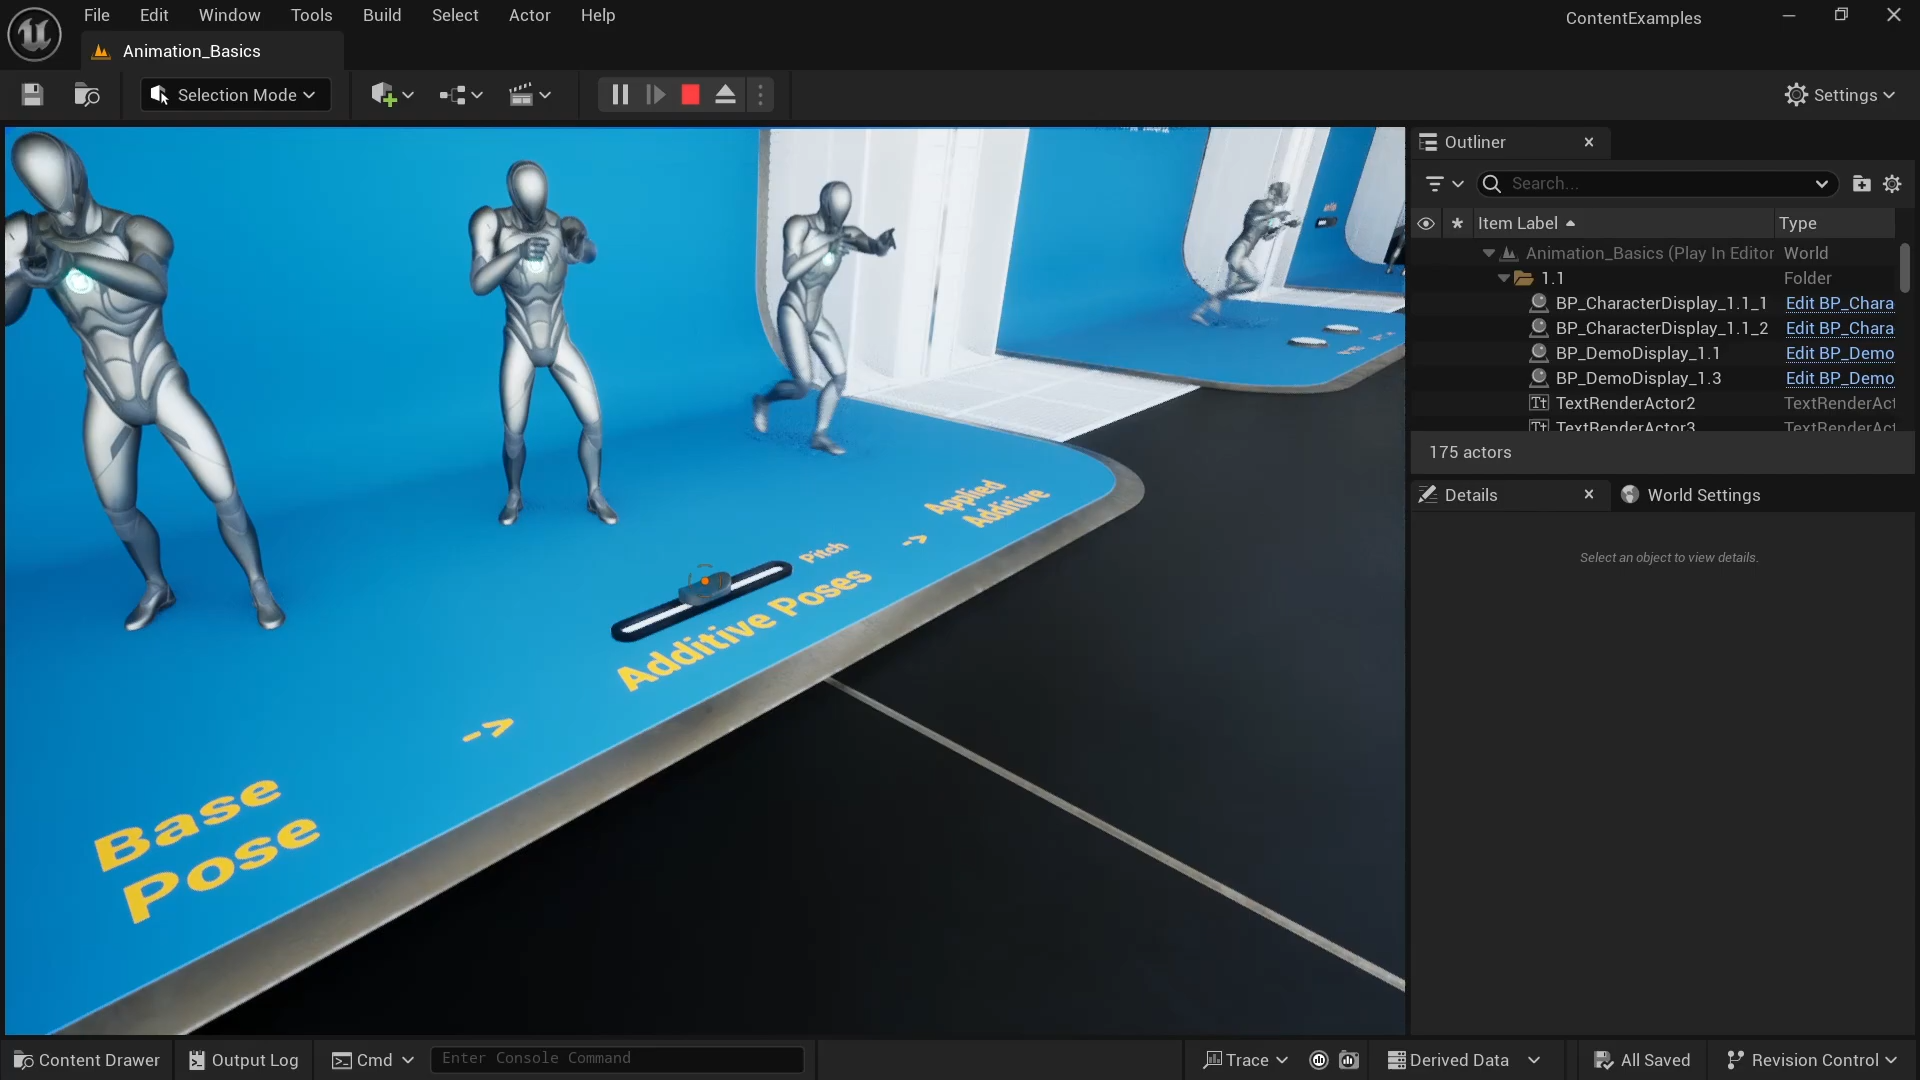 File Edit Window Tools Build Select Actor Help
ContentExamples
Animation_Basics
Selection Mode
Settings
Outliner
Search...
Item Label Type
Animation_Basics (Play In Editor World
1.1 Folder
BP_CharacterDisplay_1.1_1 Edit BP_Chara
BP_CharacterDisplay_1.1_2 Edit BP_Chara
BP_DemoDisplay_1.1 Edit BP_Demo
BP_DemoDisplay_1.3 Edit BP_Demo
TextRenderActor2 TextRenderAct
TextRenderActor3 TextRenderAct
175 actors
Details World Settings
Select an object to view details.
Applied
Additive
->
Pitch
Additive Poses
->
Base
Pose
Content Drawer Output Log Cmd Enter Console Command Trace Derived Data All Saved Revision Control